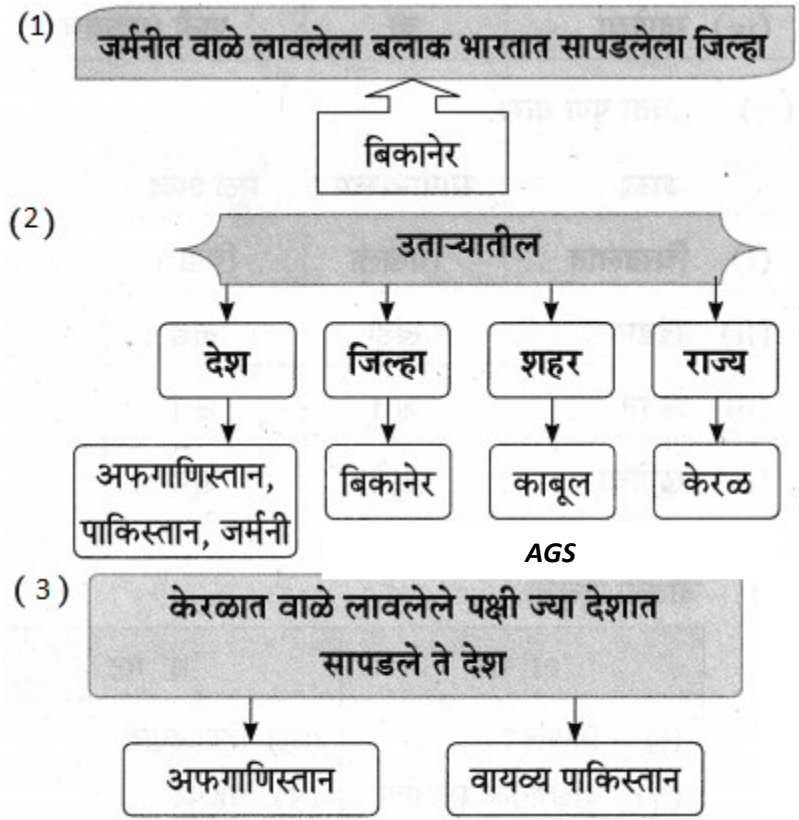 (1)
जर्मनीत वाळे लावलेला बलाक भारतात सापडलेला जिल्हा
बिकानेर
(2)
उताऱ्यातील
देश जिल्हा शहर राज्य
अफगाणिस्तान, बिकानेर काबूल केरळ
पाकिस्तान, जर्मनी
AGS
(3)
केरळात वाळे लावलेले पक्षी ज्या देशात
सापडले ते देश
अफगाणिस्तान वायव्य पाकिस्तान